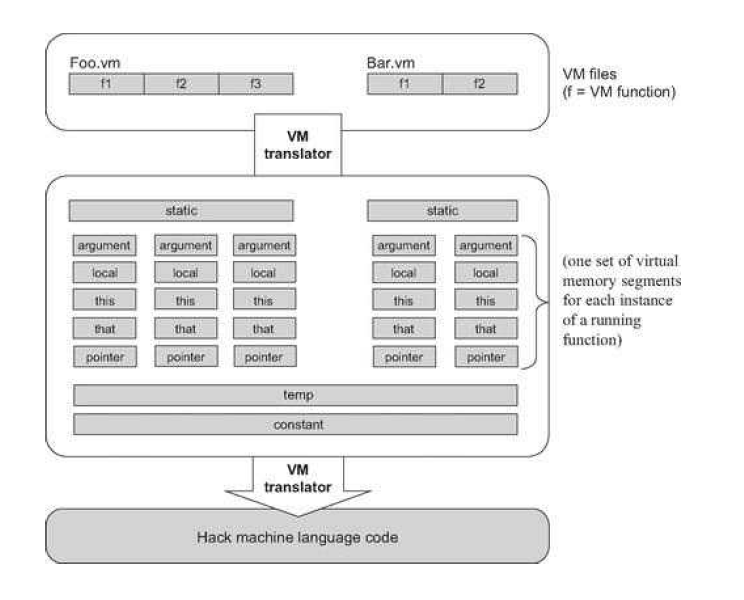 Foo.vm
f1 f2 f3
Bar.vm
f1 f2
VM files
(f = VM function)
VM
translator
static static
argument argument argument argument argument
local local local local local
this this this this this
that that that that that
pointer pointer pointer pointer pointer
(one set of virtual
memory segments
for each instance
of a running
function)
temp
constant
VM
translator
Hack machine language code